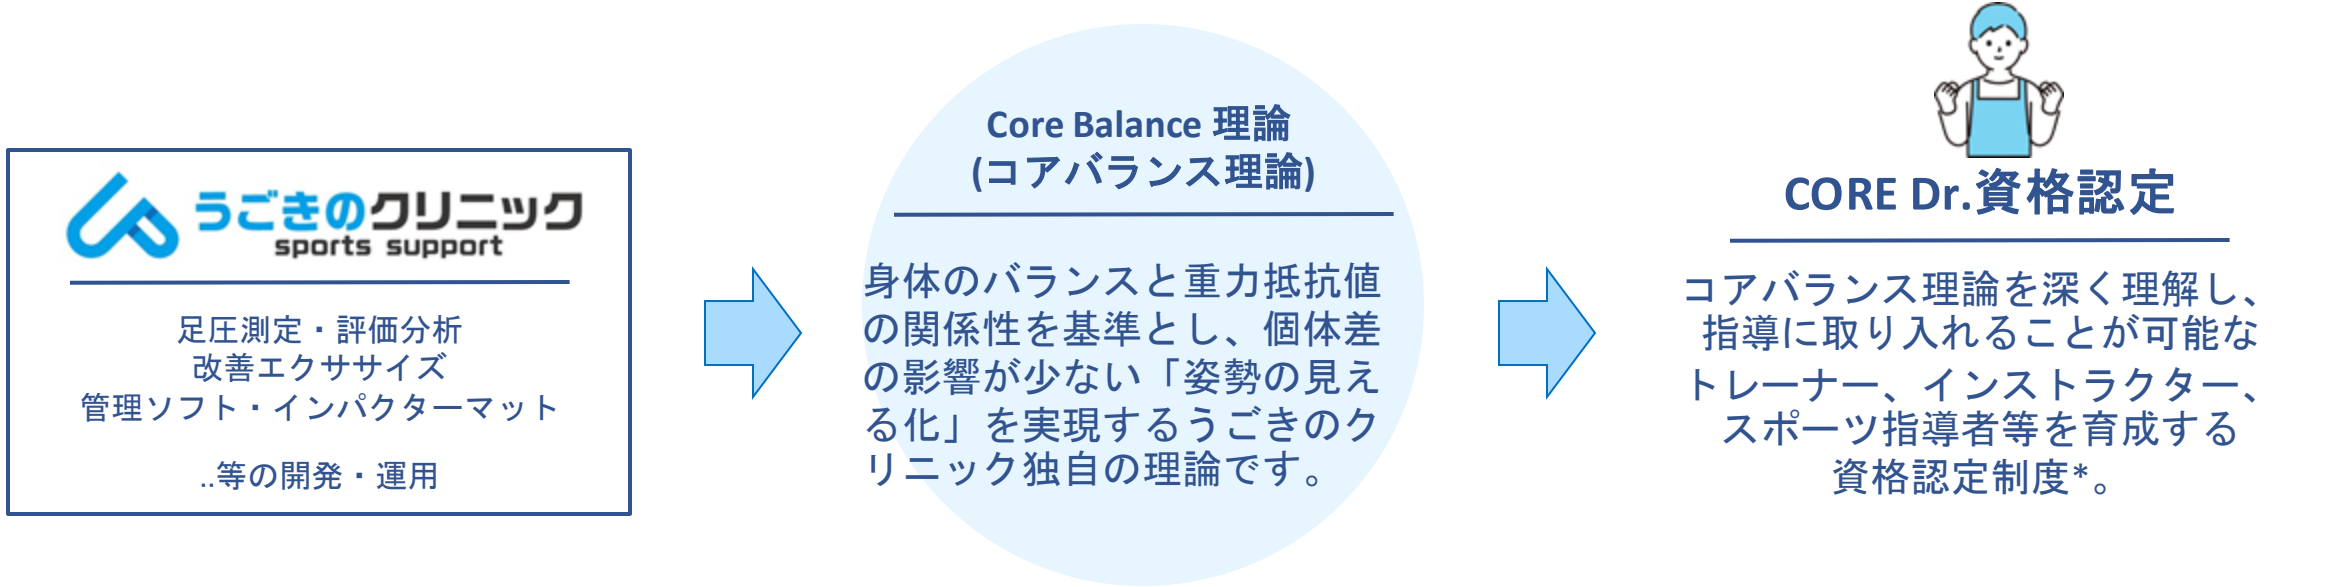 うごきのクリニック
sports support
足圧測定・評価分析
改善エクササイズ
管理ソフト・インパクターマット
..等の開発・運用
Core Balance 理論
(コアバランス理論)
身体のバランスと重力抵抗値
の関係性を基準とし、個体差
の影響が少ない「姿勢の見え
る化」を実現するうごきのク
リニック独自の理論です。
CORE Dr.資格認定
コアバランス理論を深く理解し、
指導に取り入れることが可能な
トレーナー、インストラクター、
スポーツ指導者等を育成する
資格認定制度*。